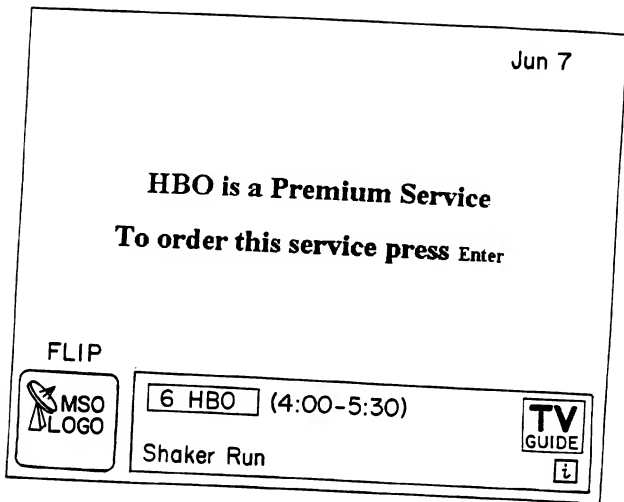 Jun 7
HBO is a Premium Service
To order this service press Enter
FLIP
MSO
LOGO
6 HBO (4:00-5:30)
Shaker Run
TV
GUIDE
i